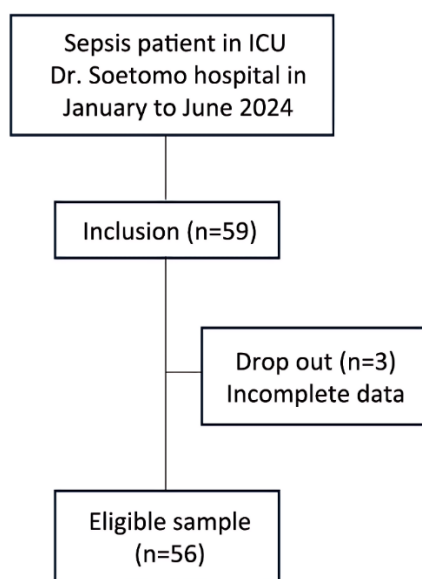 Sepsis patient in ICU
Dr. Soetomo hospital in
January to June 2024
Inclusion (n=59)
Drop out (n=3)
Incomplete data
Eligible sample
(n=56)